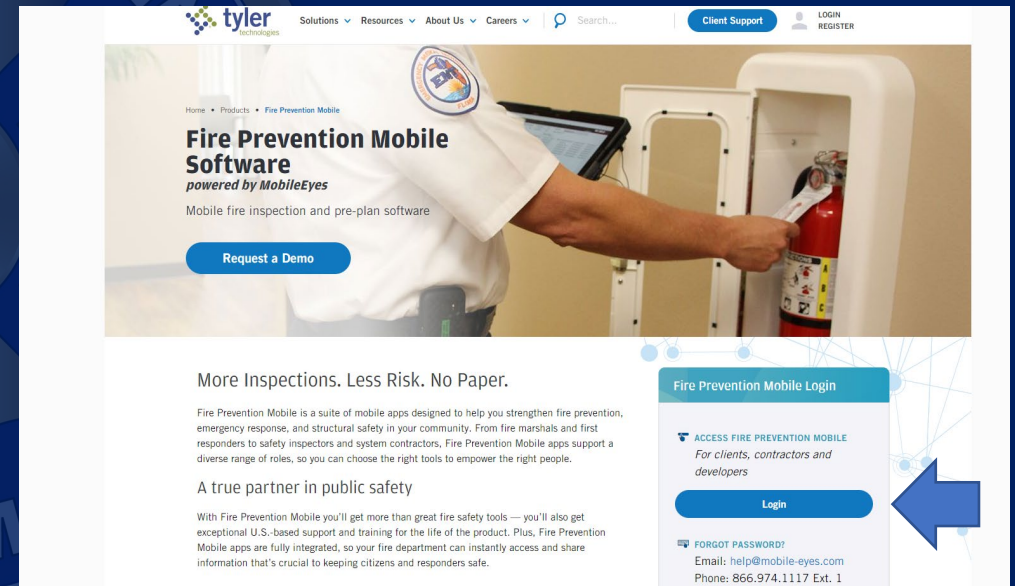 tyler
technologies
Solutions
Resources
About Us
Careers
Search...
Client Support
LOGIN
REGISTER
Home • Products • Fire Prevention Mobile
Fire Prevention Mobile
Software
powered by MobileEyes
Mobile fire inspection and pre-plan software
Request a Demo
More Inspections. Less Risk. No Paper.
Fire Prevention Mobile is a suite of mobile apps designed to help you strengthen fire prevention,
emergency response, and structural safety in your community. From fire marshals and first
responders to safety inspectors and system contractors, Fire Prevention Mobile apps support a
diverse range of roles, so you can choose the right tools to empower the right people.
A true partner in public safety
With Fire Prevention Mobile you'll get more than great fire safety tools — you'll also get
exceptional U.S.-based support and training for the life of the product. Plus, Fire Prevention
Mobile apps are fully integrated, so your fire department can instantly access and share
information that's crucial to keeping citizens and responders safe.
Fire Prevention Mobile Login
ACCESS FIRE PREVENTION MOBILE
For clients, contractors and
developers
Login
FORGOT PASSWORD?
Email: help@mobile-eyes.com
Phone: 866.974.1117 Ext. 1